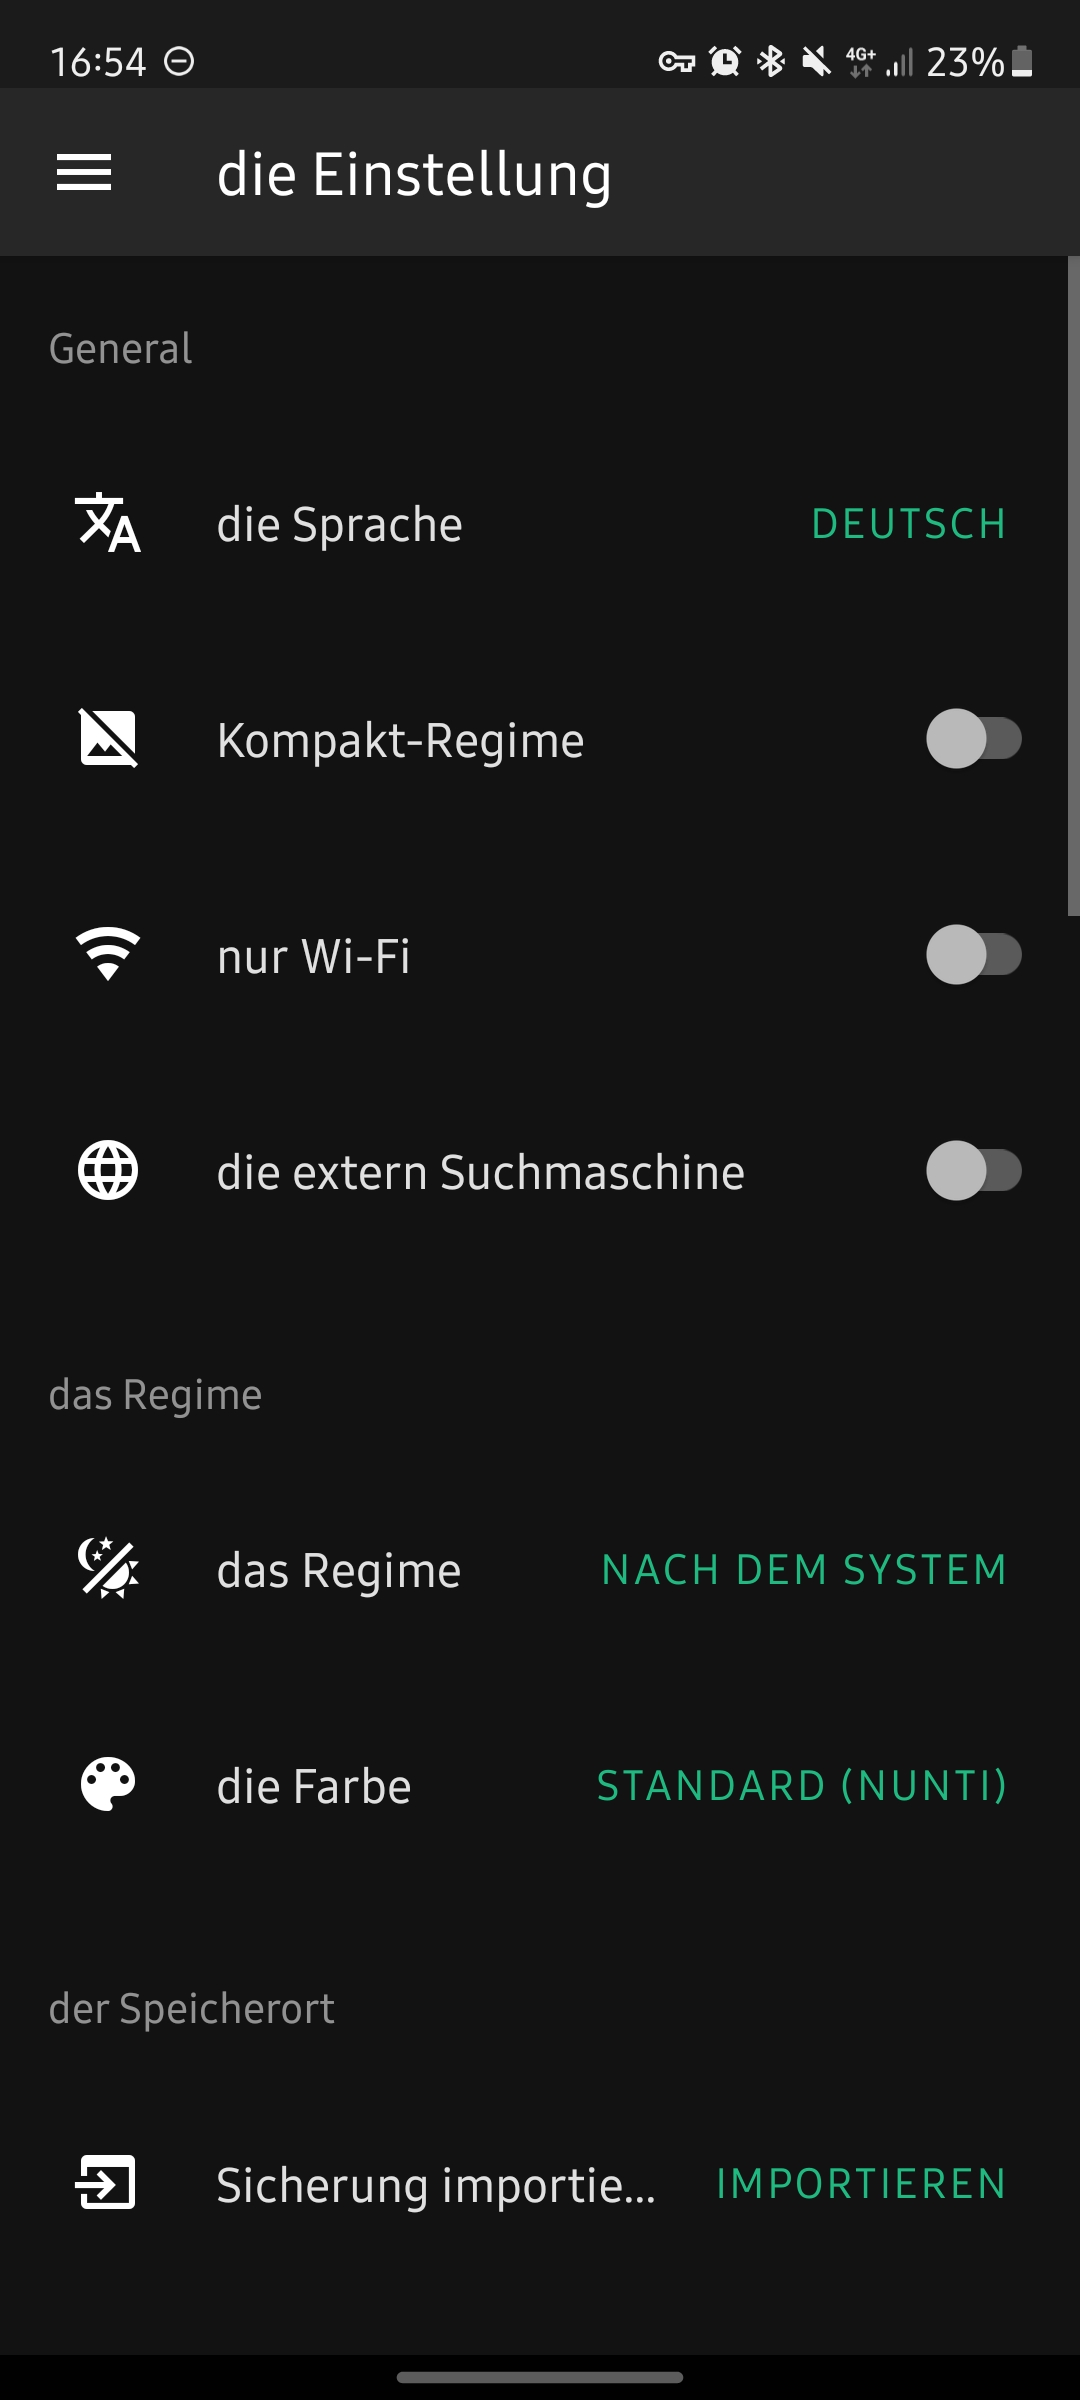 16:54 4G+ 23%
die Einstellung
General
die Sprache DEUTSCH
Kompakt-Regime
nur Wi-Fi
die extern Suchmaschine
das Regime
das Regime NACH DEM SYSTEM
die Farbe STANDARD (NUNTI)
der Speicherort
Sicherung importie... IMPORTIEREN